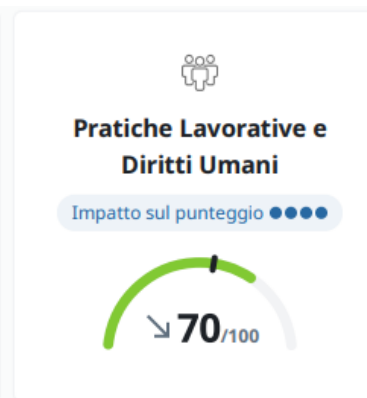 Pratiche Lavorative e
Diritti Umani
Impatto sul punteggio
70/100